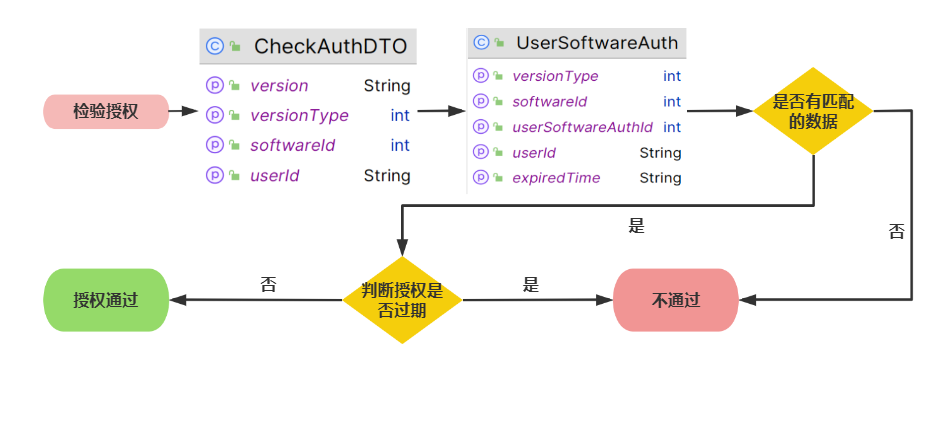 检验授权
C CheckAuthDTO
p version String
p versionType int
p softwareId int
p userId String
C UserSoftwareAuth
p versionType int
p softwareId int
p userSoftwareAuthId int
p userId String
p expiredTime String
是否有匹配
的数据
是
否
判断授权是
否过期
否
是
授权通过
不通过